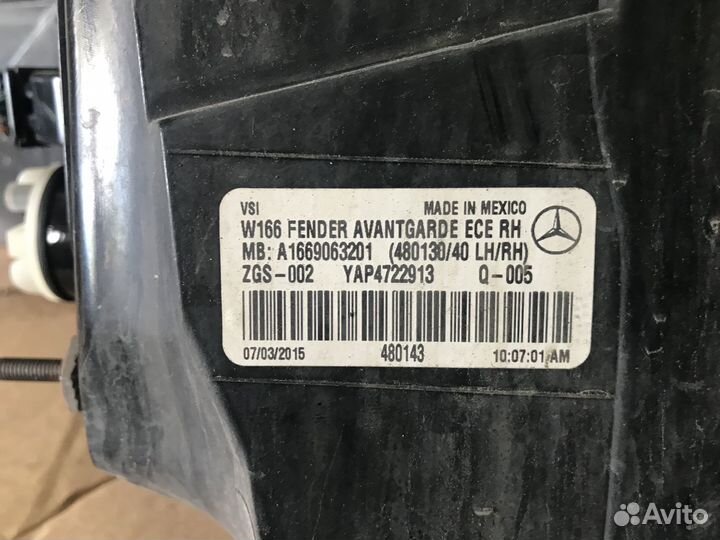 VSI MADE IN MEXICO
W166 FENDER AVANTGARDE ECE RH
MB: A1669063201 (480130/40 LH/RH)
ZGS-002 YAP4722913 Q-005
07/03/2015 480143 10:07:01 AM
Avito